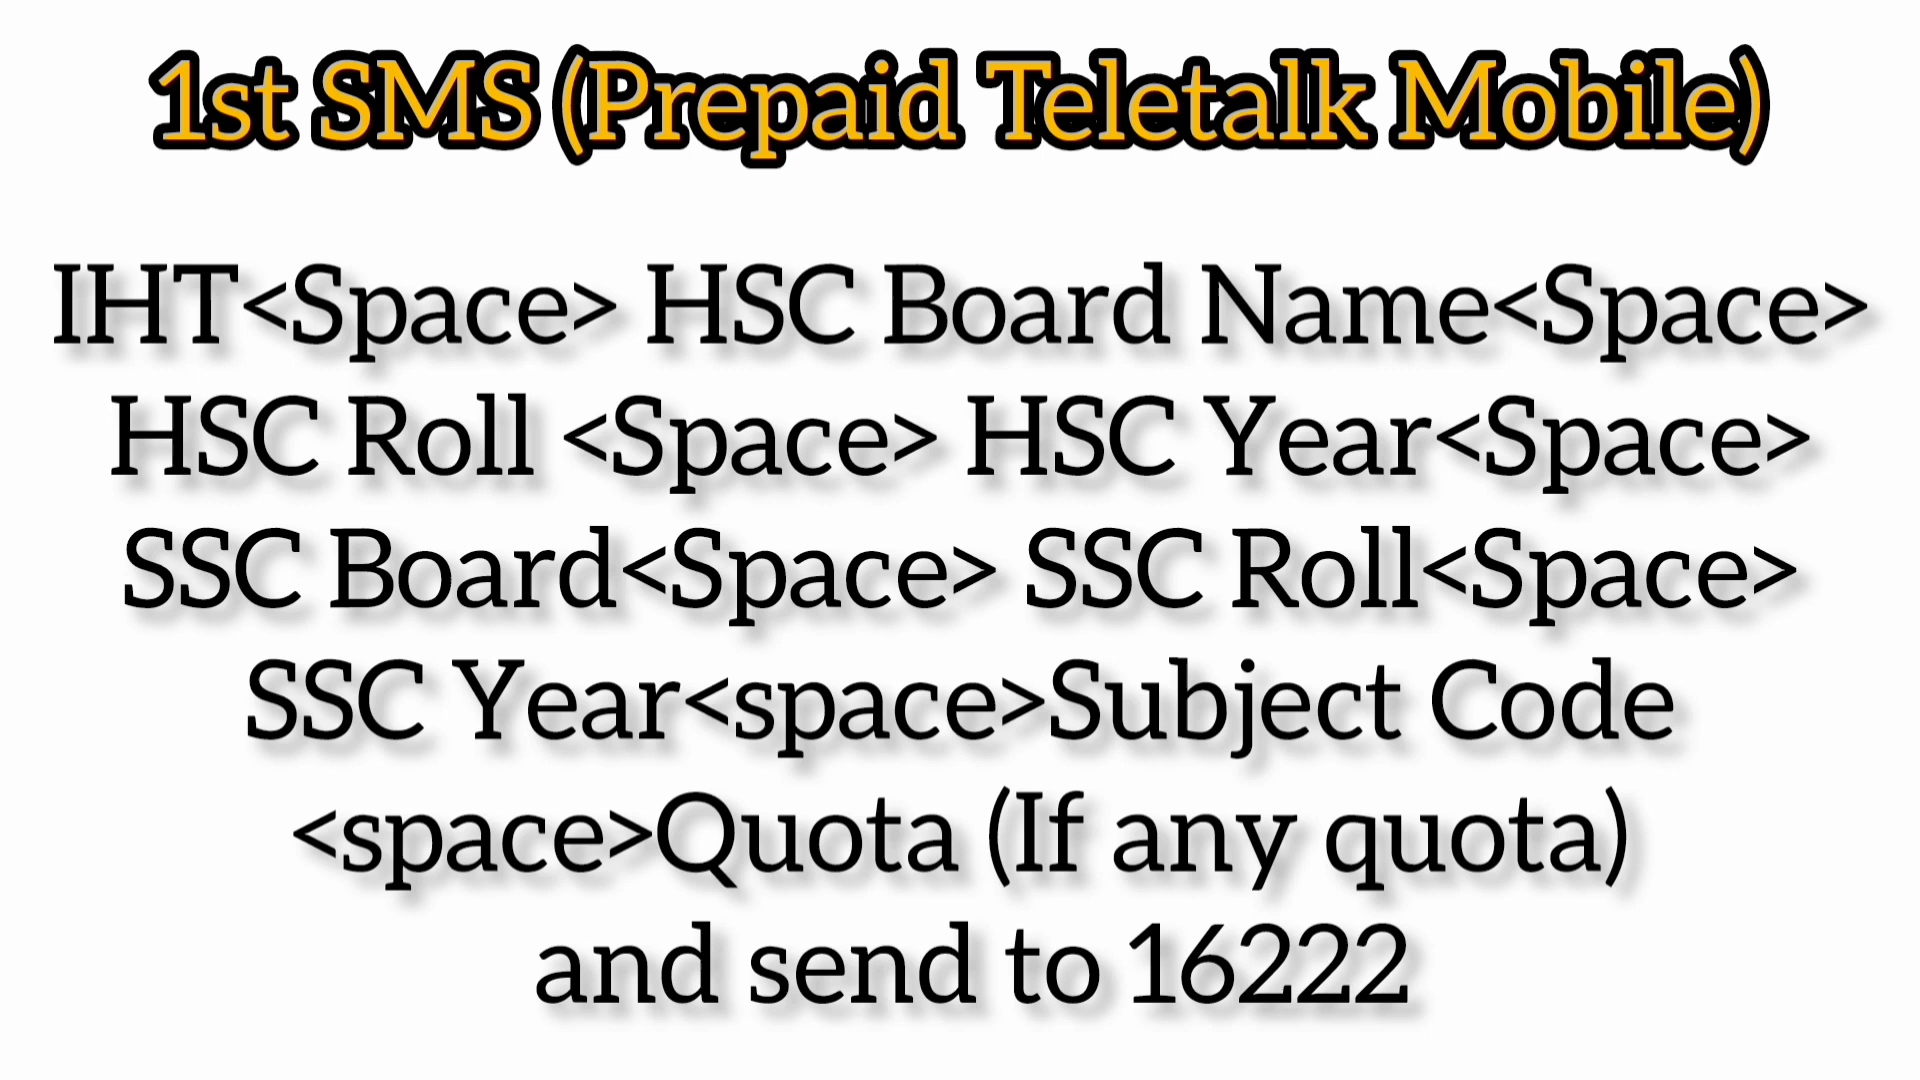 1st SMS (Prepaid Teletalk Mobile)
IHT<Space> HSC Board Name<Space>
HSC Roll <Space> HSC Year<Space>
SSC Board<Space> SSC Roll<Space>
SSC Year<space>Subject Code
<space>Quota (If any quota)
and send to 16222